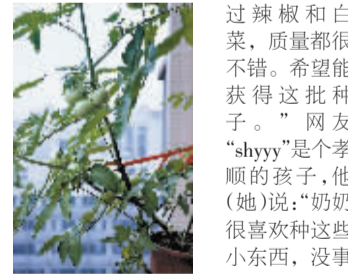 过辣椒和白
菜，质量都很
不错。希望能
获得这批种
子。”网友
“shyyy”是个孝
顺的孩子，他
(她)说：“奶奶
很喜欢种这些
小东西，没事